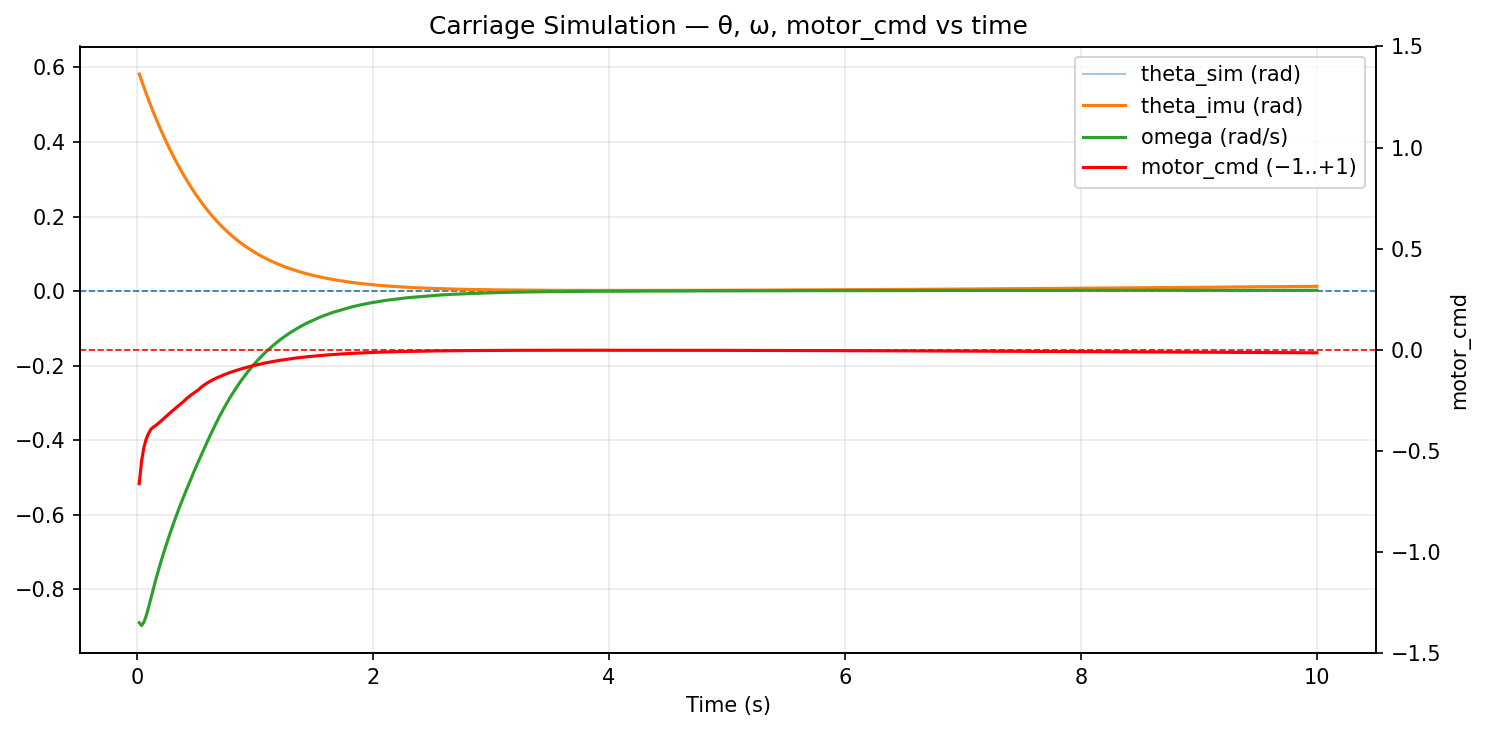 Carriage Simulation — θ, ω, motor_cmd vs time
theta_sim (rad)
theta_imu (rad)
omega (rad/s)
motor_cmd (−1..+1)
0.6
0.4
0.2
0.0
−0.2
−0.4
−0.6
−0.8
1.5
1.0
0.5
0.0
−0.5
−1.0
−1.5
motor_cmd
0 2 4 6 8 10
Time (s)